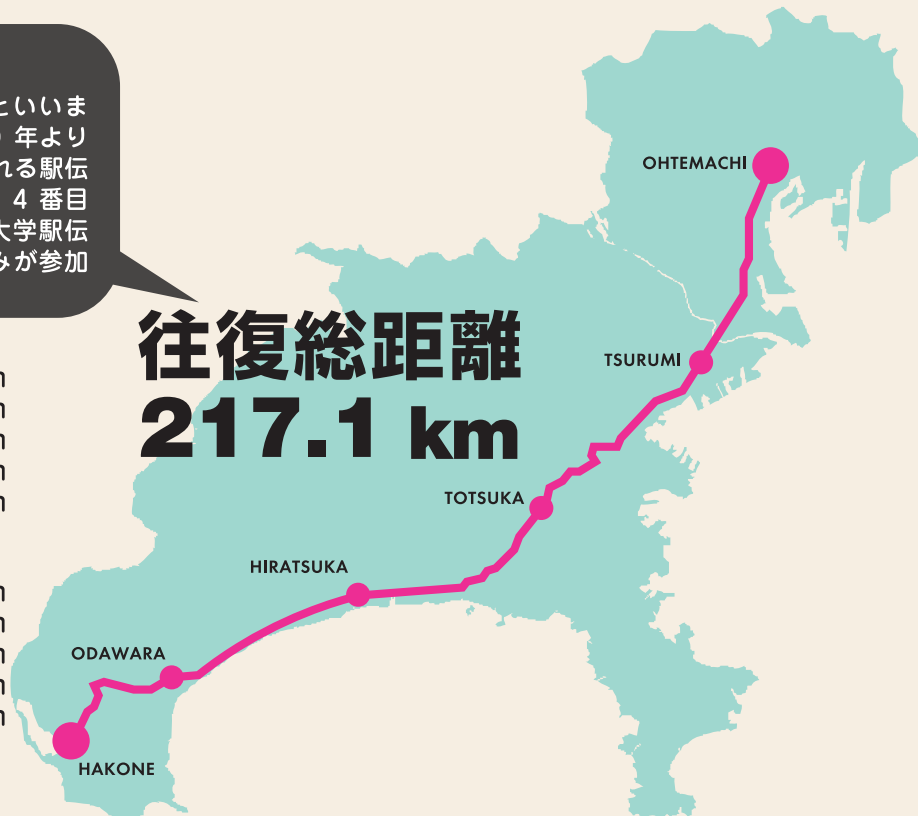 といいま
年より
れる駅伝
4 番目
大学駅伝
みが参加
往復総距離
217.1 km
m
m
m
m
m
m
m
m
m
m
OHTEMACHI
TSURUMI
TOTSUKA
HIRATSUKA
ODAWARA
HAKONE